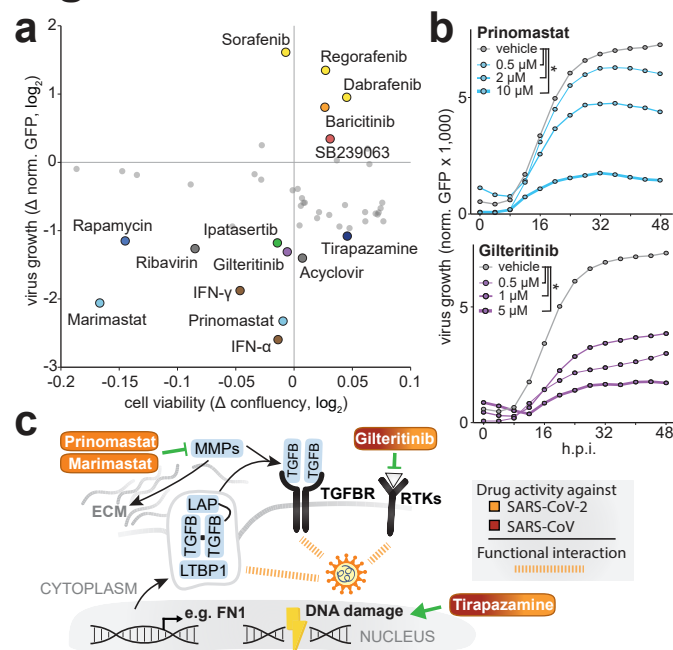 a
virus growth (Δ norm. GFP, log2)
2
1
0
-1
-2
-3
Sorafenib
Regorafenib
Dabrafenib
Baricitinib
SB239063
Rapamycin
Ipatasertib
Tirapazamine
Ribavirin
Gilteritinib
Acyclovir
IFN-γ
Marimastat
Prinomastat
IFN-α
-0.2
-0.15
-0.1
-0.05
0
0.05
0.1
cell viability (Δ confluency, log2)
b
virus growth (norm. GFP x 1,000)
Prinomastat
vehicle
0.5 µM
2 µM
10 µM
*
5
0
0
16
32
48
Gilteritinib
vehicle
0.5 µM
1 µM
5 µM
*
5
0
0
16
32
48
h.p.i.
c
Prinomastat
Marimastat
MMPs
ECM
LAP
TGFB
TGFB
LTBP1
TGFB
TGFB
TGFBR
Gilteritinib
RTKs
CYTOPLASM
e.g. FN1
DNA damage
Tirapazamine
NUCLEUS
Drug activity against
SARS-CoV-2
SARS-CoV
Functional interaction